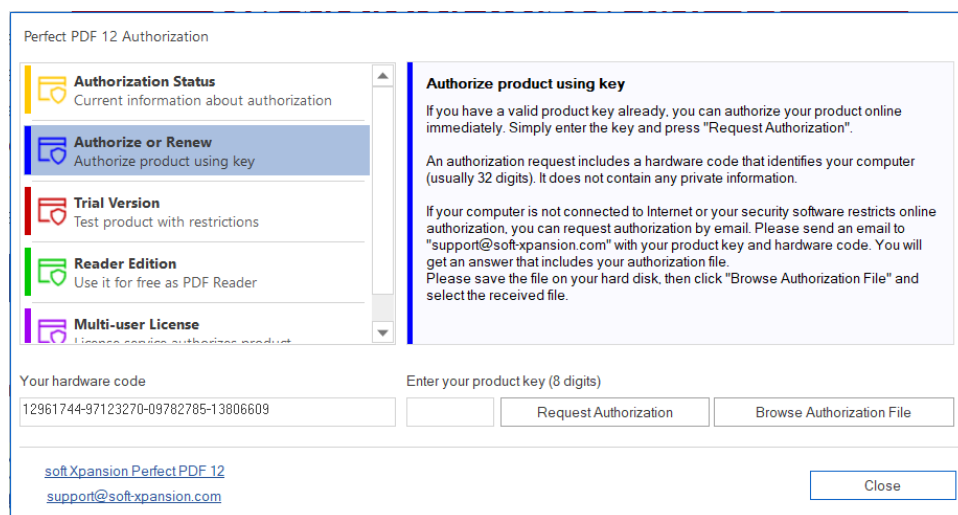 Perfect PDF 12 Authorization
Authorization Status
Current information about authorization
Authorize or Renew
Authorize product using key
Trial Version
Test product with restrictions
Reader Edition
Use it for free as PDF Reader
Multi-user License
License service authorizes product
Authorize product using key
If you have a valid product key already, you can authorize your product online
immediately. Simply enter the key and press "Request Authorization".
An authorization request includes a hardware code that identifies your computer
(usually 32 digits). It does not contain any private information.
If your computer is not connected to Internet or your security software restricts online
authorization, you can request authorization by email. Please send an email to
"support@soft-xpansion.com" with your product key and hardware code. You will
get an answer that includes your authorization file.
Please save the file on your hard disk, then click "Browse Authorization File" and
select the received file.
Your hardware code
12961744-97123270-09782785-13806609
Enter your product key (8 digits)
Request Authorization
Browse Authorization File
soft Xpansion Perfect PDF 12
support@soft-xpansion.com
Close